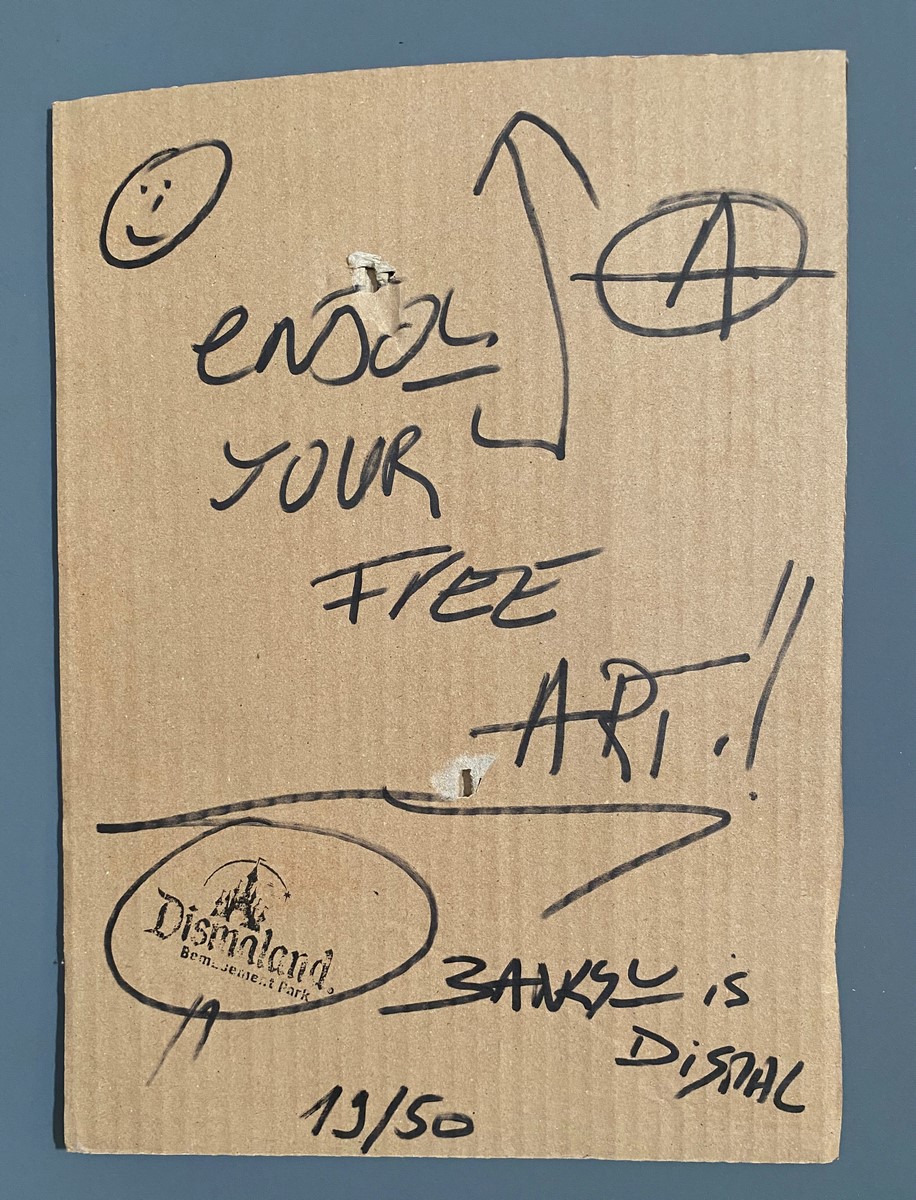 A
enJoy
YOUR
FrEE
ART.!!
Dismaland
Bemusement Park
BANKSY is
DiSMAL
19/50